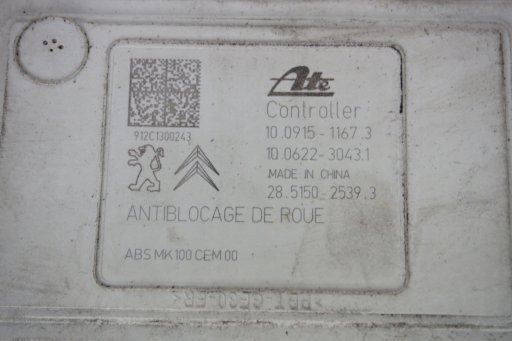 Ate
912C1300243
Controller
10.0915-1167.3
10.0622-3043.1
MADE IN CHINA
28.5150-2539.3
ANTIBLOCAGE DE ROUE
ABS MK100 CEM 00